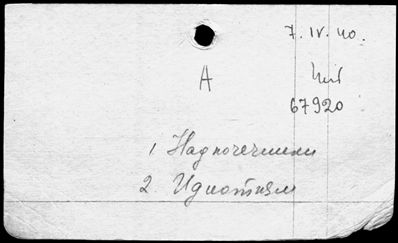 7. IV. 40.
A
67920
1 Надпочечники
2. Идиотизм